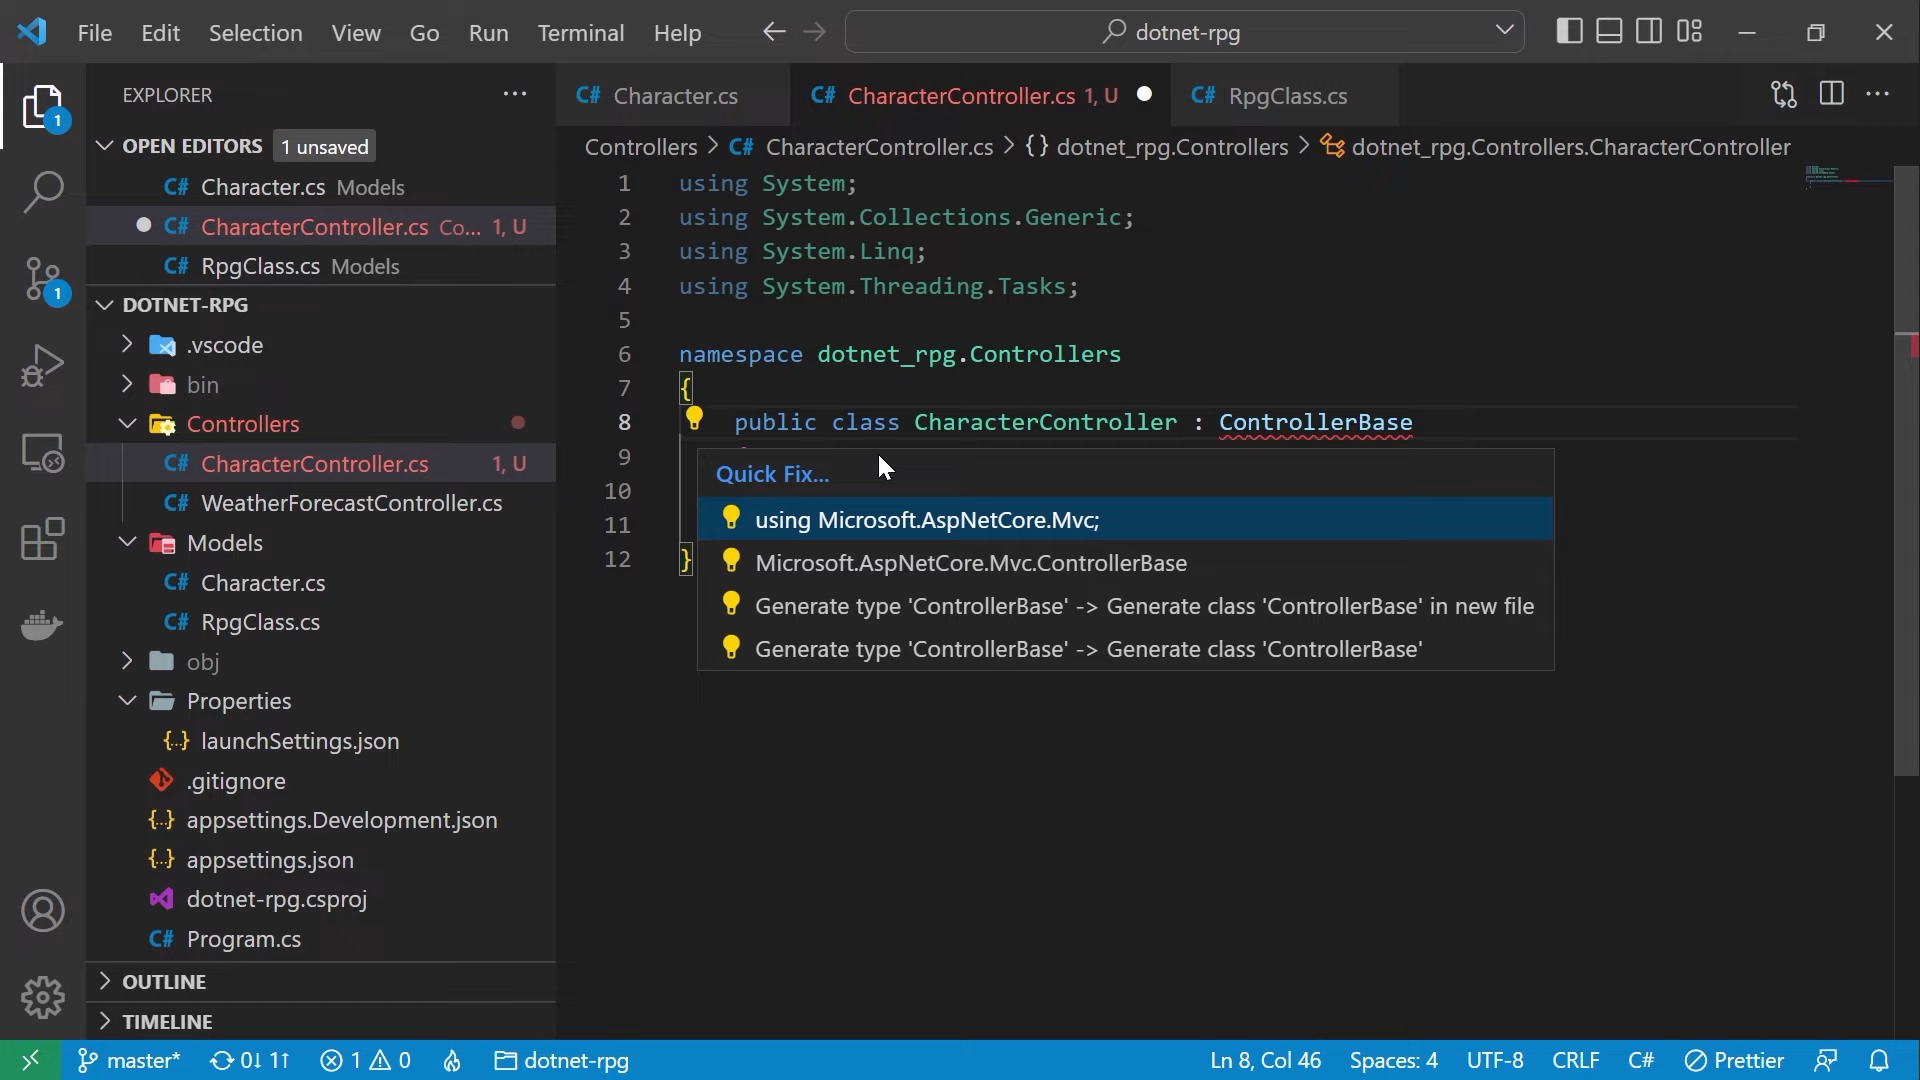 File Edit Selection View Go Run Terminal Help
dotnet-rpg
EXPLORER
OPEN EDITORS 1 unsaved
C# Character.cs Models
C# CharacterController.cs Co... 1, U
C# RpgClass.cs Models
DOTNET-RPG
.vscode
bin
Controllers
C# CharacterController.cs 1, U
C# WeatherForecastController.cs
Models
C# Character.cs
C# RpgClass.cs
obj
Properties
{..} launchSettings.json
.gitignore
{..} appsettings.Development.json
{..} appsettings.json
dotnet-rpg.csproj
C# Program.cs
OUTLINE
TIMELINE
1
1
C# Character.cs
C# CharacterController.cs 1, U
C# RpgClass.cs
Controllers > C# CharacterController.cs > {} dotnet_rpg.Controllers > dotnet_rpg.Controllers.CharacterController
1 using System;
2 using System.Collections.Generic;
3 using System.Linq;
4 using System.Threading.Tasks;
5
6 namespace dotnet_rpg.Controllers
7 {
8 public class CharacterController : ControllerBase
9
10
11
12 }
Quick Fix...
using Microsoft.AspNetCore.Mvc;
Microsoft.AspNetCore.Mvc.ControllerBase
Generate type 'ControllerBase' -> Generate class 'ControllerBase' in new file
Generate type 'ControllerBase' -> Generate class 'ControllerBase'
master* 0↓ 1↑ 1 0 dotnet-rpg
Ln 8, Col 46 Spaces: 4 UTF-8 CRLF C# Prettier